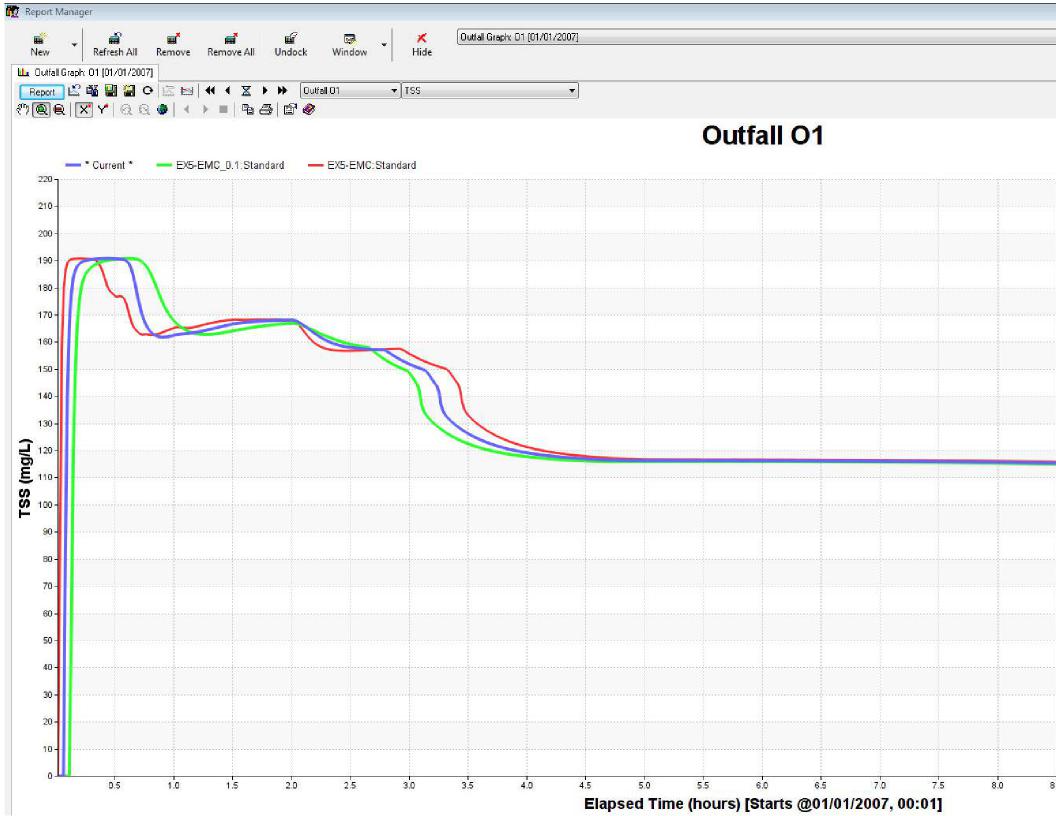 Report Manager
New Refresh All Remove Remove All Undock Window Hide Outfall Graph: O1 [01/01/2007]
Outfall Graph: O1 [01/01/2007]
Report Outfall O1 TSS
Outfall O1
* Current * EX5-EMC_0.1:Standard EX5-EMC:Standard
220
210
200
190
180
170
160
150
140
130
120
110
100
90
80
70
60
50
40
30
20
10
0
TSS (mg/L)
0.5 1.0 1.5 2.0 2.5 3.0 3.5 4.0 4.5 5.0 5.5 6.0 6.5 7.0 7.5 8.0 8
Elapsed Time (hours) [Starts @01/01/2007, 00:01]